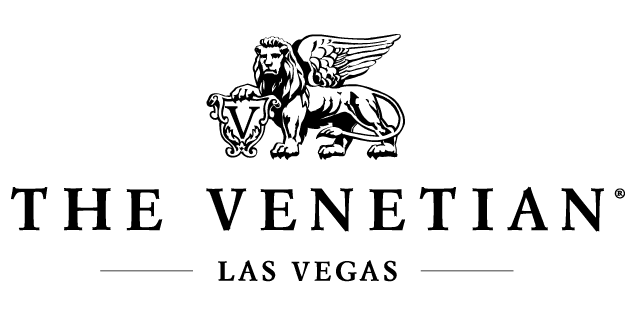 V
THE VENETIAN®
LAS VEGAS